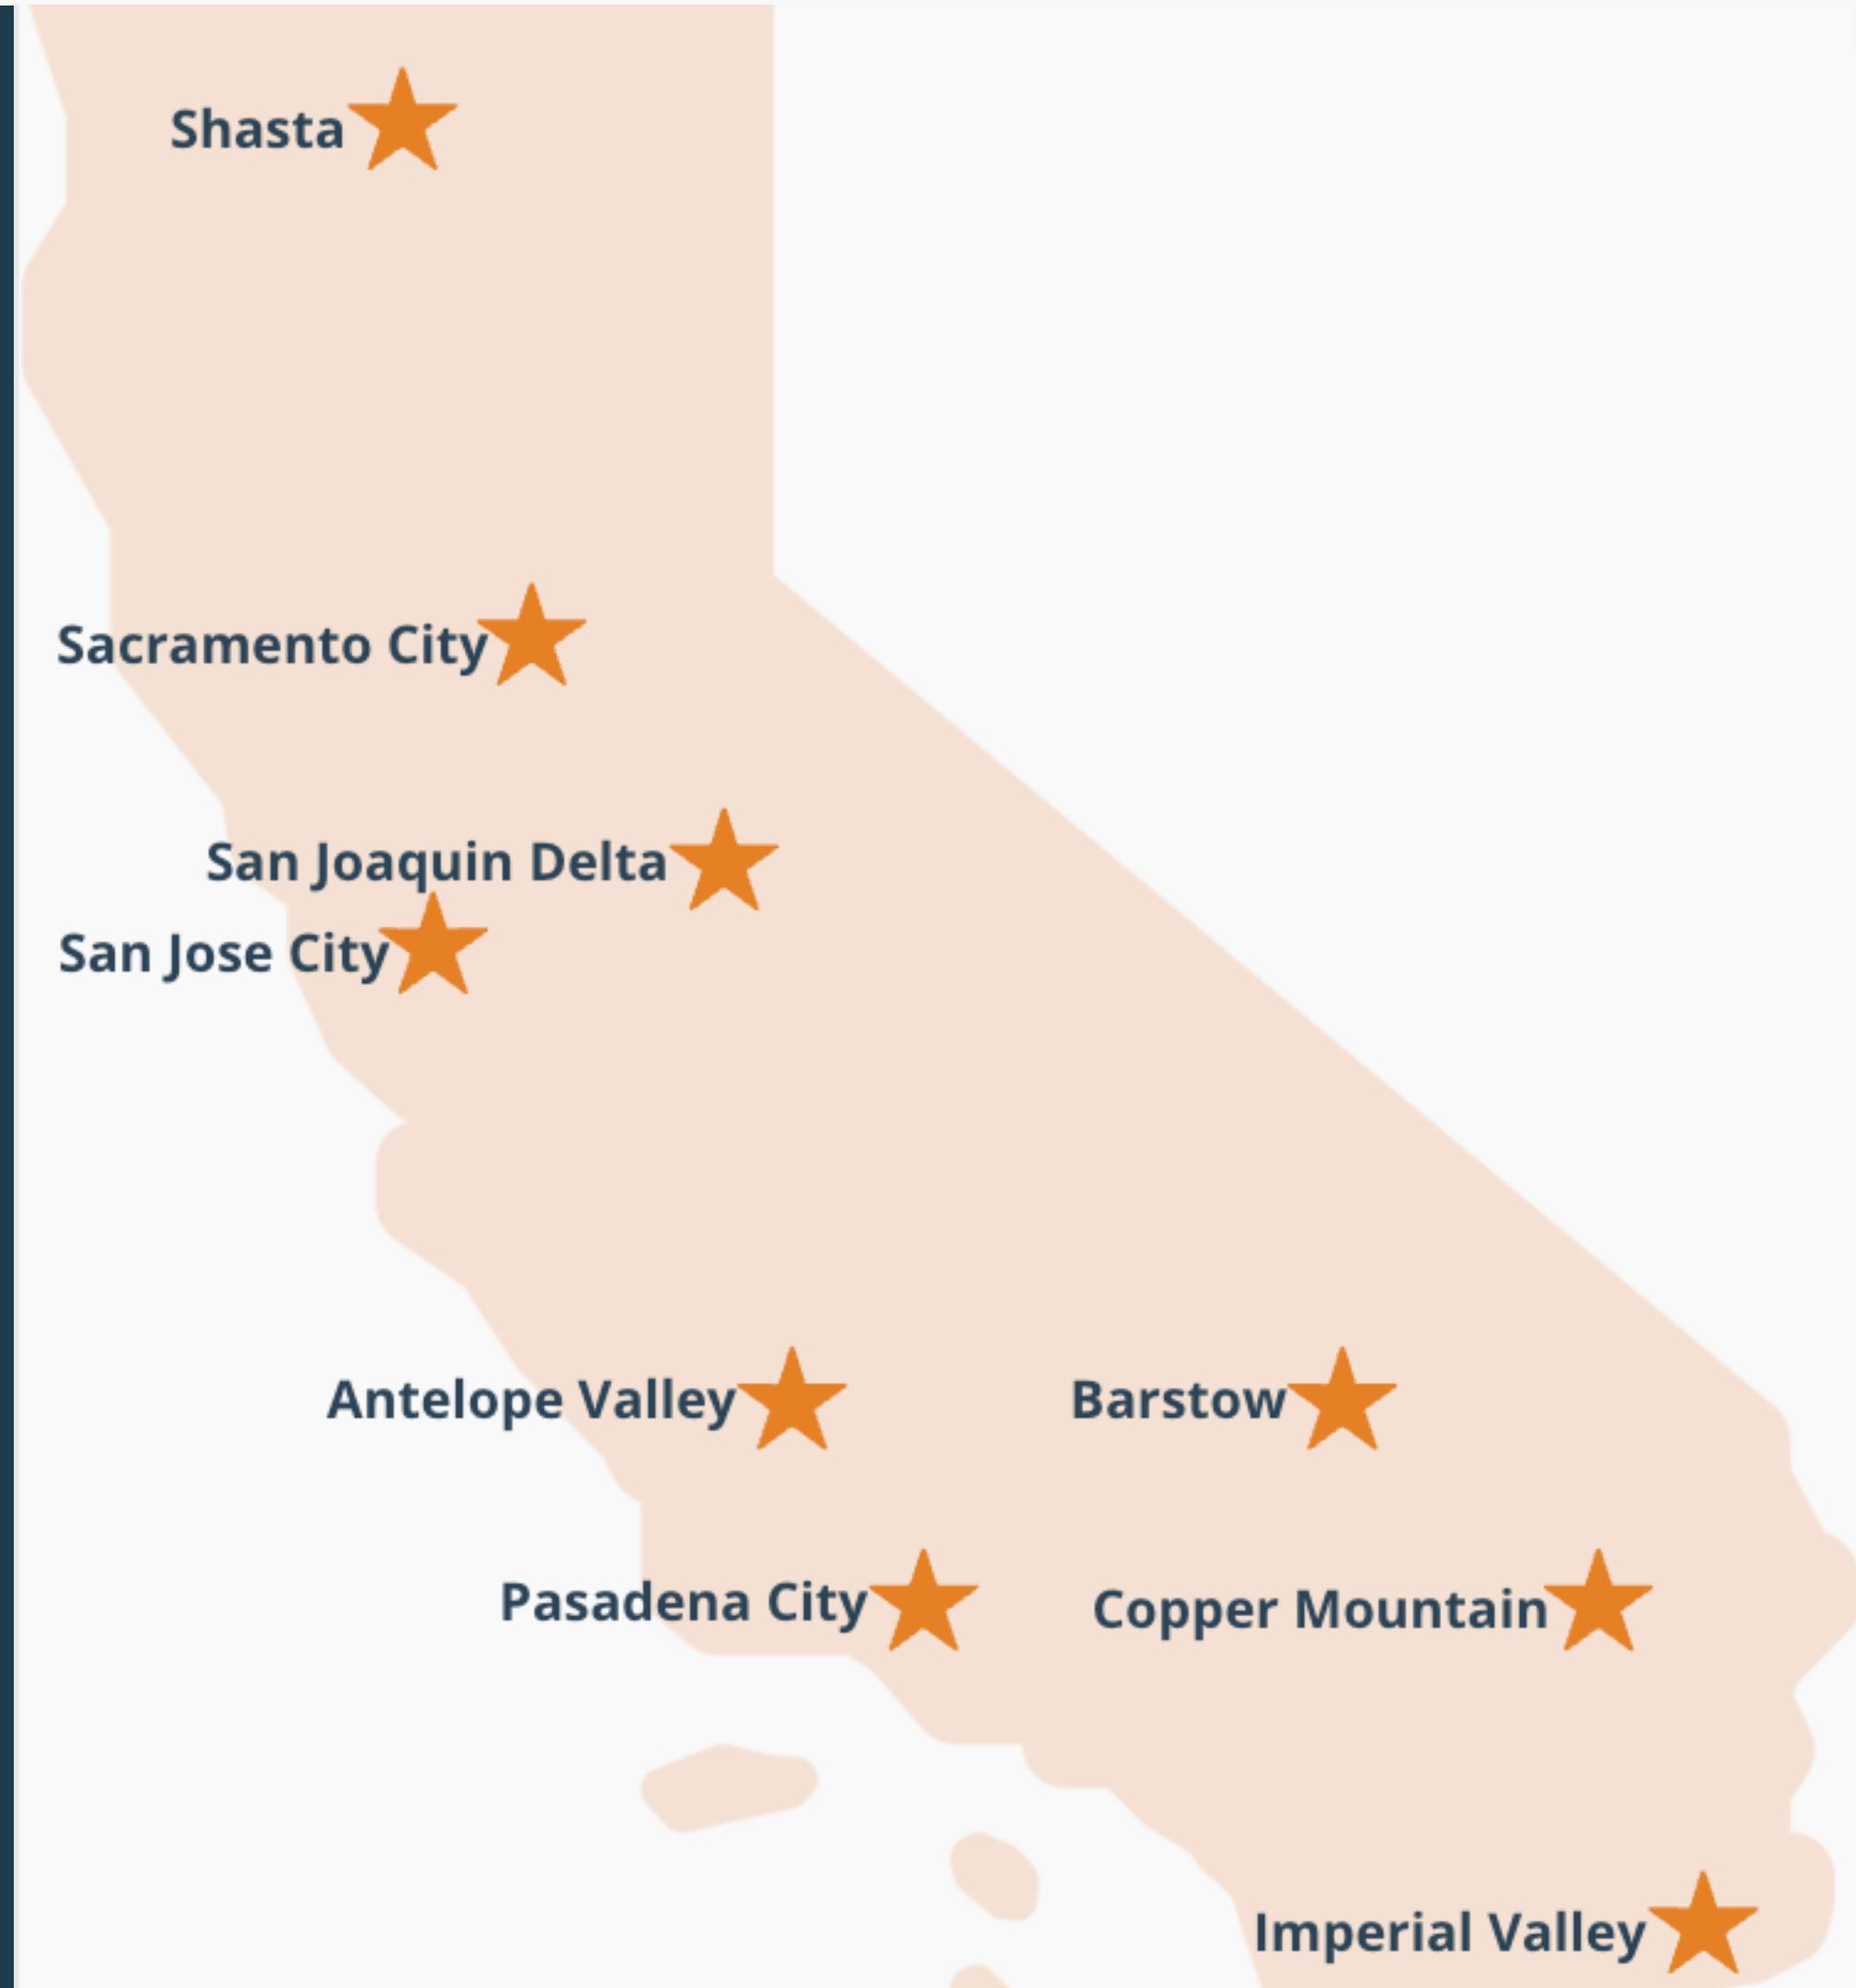 Shasta
Sacramento City
San Joaquin Delta
San Jose City
Antelope Valley
Barstow
Pasadena City
Copper Mountain
Imperial Valley